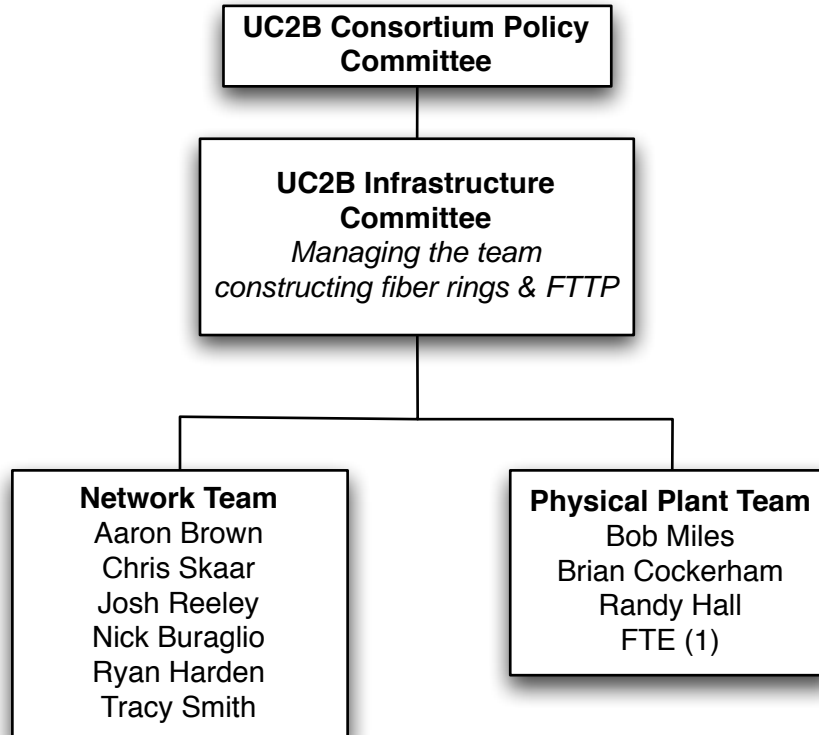 UC2B Consortium Policy
Committee
UC2B Infrastructure
Committee
Managing the team
constructing fiber rings & FTTP
Network Team
Aaron Brown
Chris Skaar
Josh Reeley
Nick Buraglio
Ryan Harden
Tracy Smith
Physical Plant Team
Bob Miles
Brian Cockerham
Randy Hall
FTE (1)